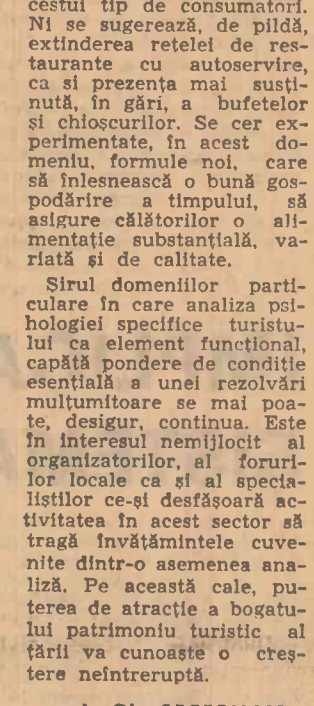 cestui tip de consumatori.
Ni se sugerează, de pildă,
extinderea rețelei de res-
taurante cu autoservire,
ca și prezența mai susți-
nută, în gări, a bufetelor
și chioșcurilor. Se cer ex-
perimentate, în acest do-
meniu, formule noi, care
să înlesnească o bună gos-
podărire a timpului, să
asigure călătorilor o ali-
mentație substanțială, va-
riată și de calitate.
Șirul domeniilor parti-
culare în care analiza psi-
hologiei specifice turistu-
lui ca element funcțional,
capătă pondere de condiție
esențială a unei rezolvări
mulțumitoare se mai poa-
te, desigur, continua. Este
în interesul nemijlocit al
organizatorilor, al foruri-
lor locale ca și al specia-
liștilor ce-și desfășoară ac-
tivitatea în acest sector să
tragă învățămintele cuve-
nite dintr-o asemenea ana-
liză. Pe această cale, pu-
terea de atracție a bogatu-
lui patrimoniu turistic al
țării va cunoaște o creș-
tere neîntreruptă.